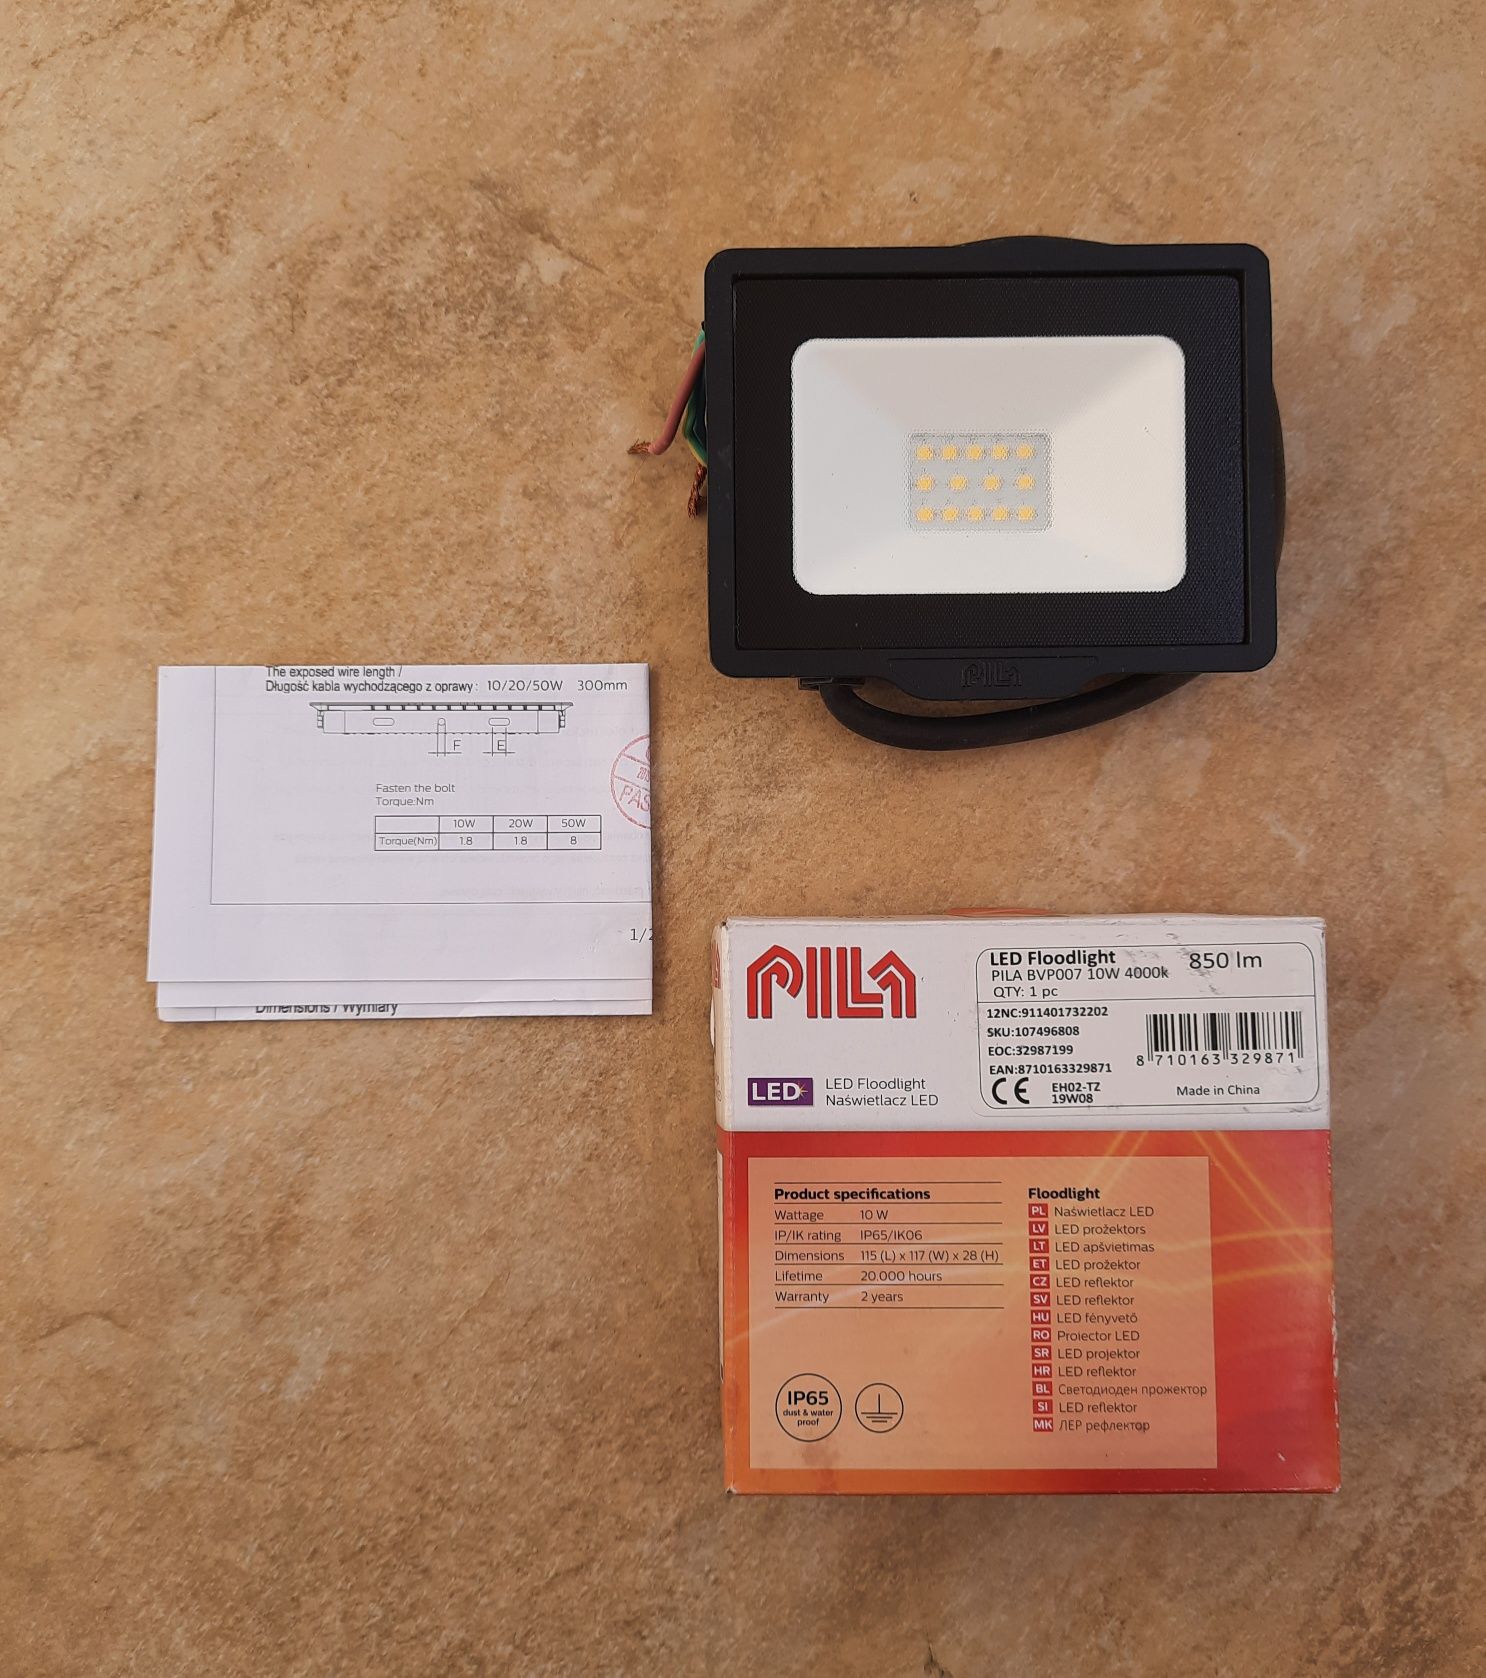 PILA
The exposed wire length /
Długość kabla wychodzącego z oprawy: 10/20/50W 300mm
F E
Fasten the bolt
Torque:Nm
10W 20W 50W
Torque(Nm) 1.8 1.8 8
1/2
Dimensions / Wymiary
PILA
LED Floodlight 850 lm
PILA BVP007 10W 4000k
QTY: 1 pc
12NC:911401732202
SKU:107496808
EOC:32987199
EAN:8710163329871
8 710163 329871
CE EH02-TZ
19W08
Made in China
LED
LED Floodlight
Naświetlacz LED
Product specifications
Wattage 10 W
IP/IK rating IP65/IK06
Dimensions 115 (L) x 117 (W) x 28 (H)
Lifetime 20.000 hours
Warranty 2 years
IP65
dust & water
proof
Floodlight
PL Naświetlacz LED
LV LED prožektors
LT LED apšvietimas
ET LED prožektor
CZ LED reflektor
SV LED reflektor
HU LED fényvető
RO Proiector LED
SR LED projektor
HR LED reflektor
BL Светодиоден прожектор
SI LED reflektor
MK ЛЕР рефлектор